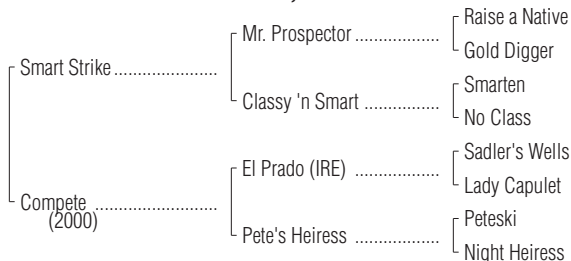 Raise a Native
Mr. Prospector ..................
Gold Digger
Smart Strike ......................
Smarten
Classy 'n Smart ................
No Class
Sadler's Wells
El Prado (IRE) ..................
Lady Capulet
Compete .........................
(2000)
Peteski
Pete's Heiress ..................
Night Heiress